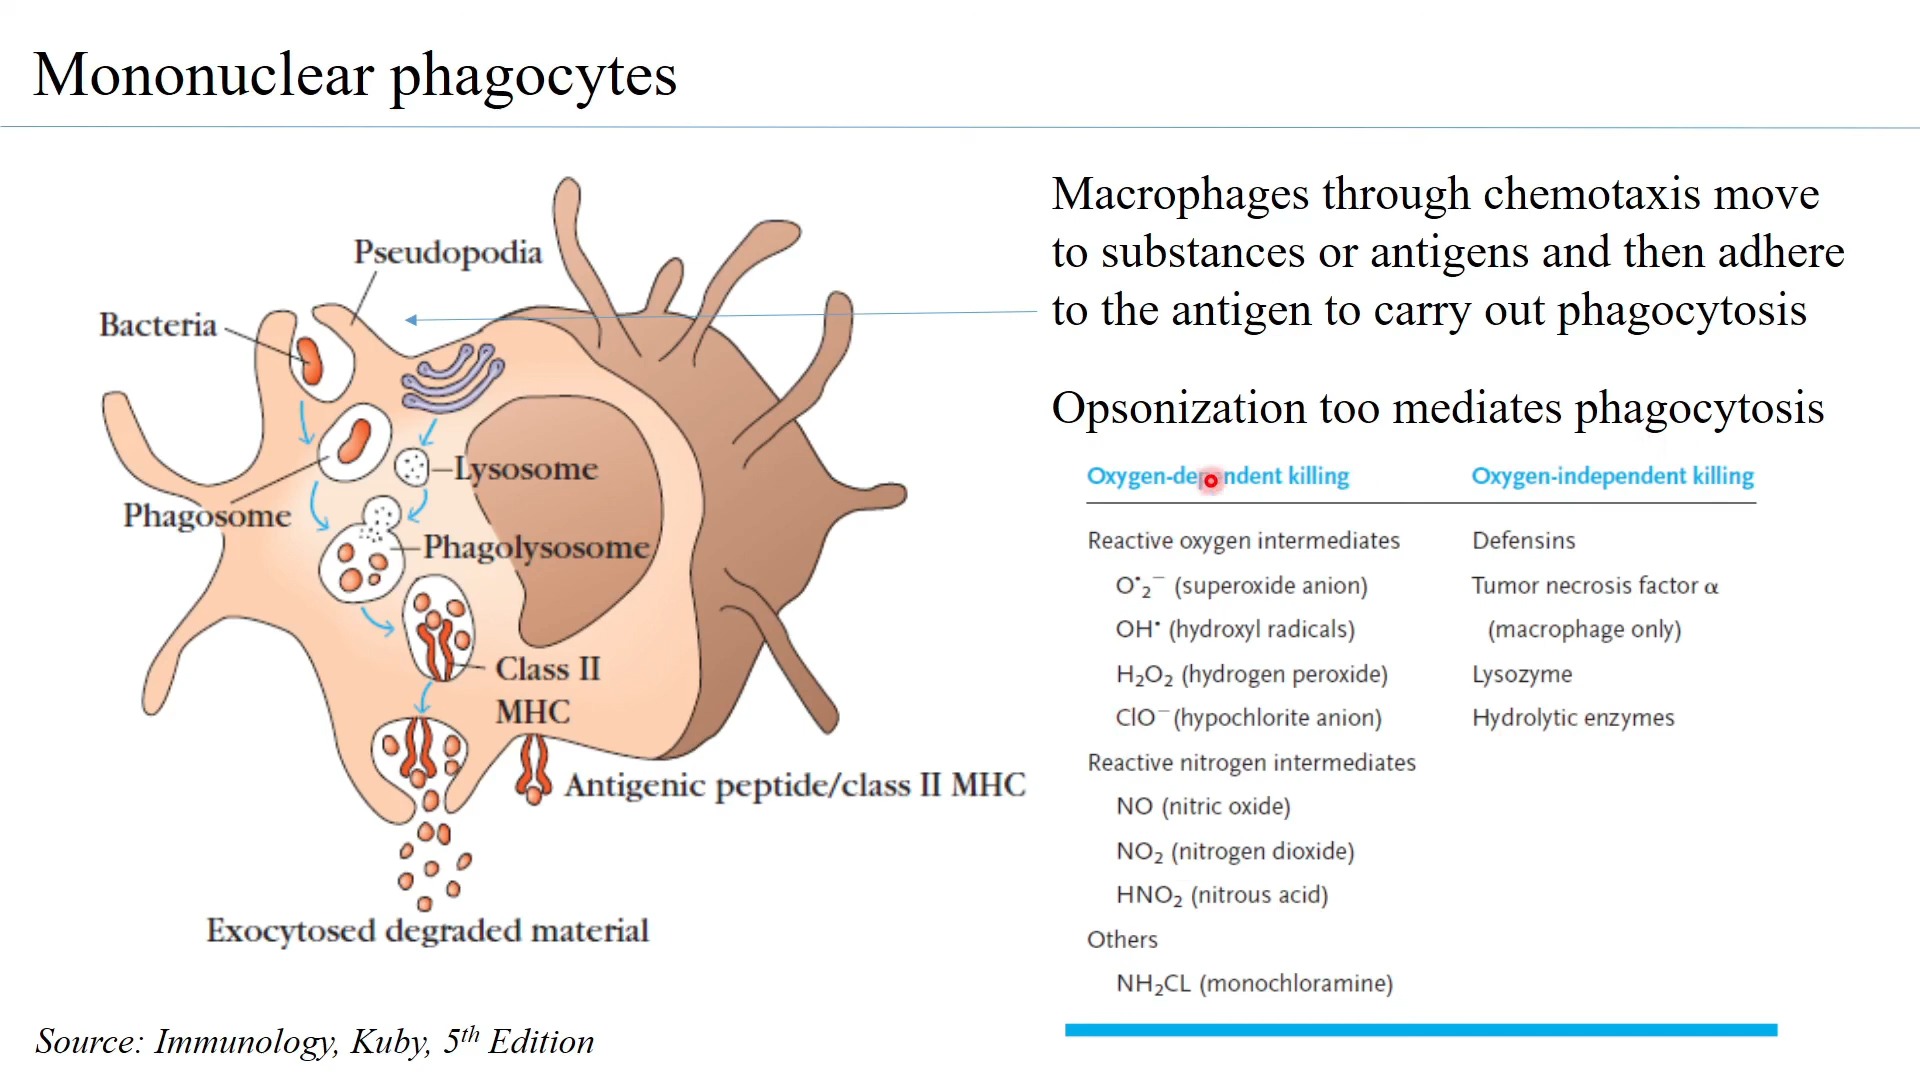 Mononuclear phagocytes
Pseudopodia
Bacteria
Lysosome
Phagosome
Phagolysosome
Class II
MHC
Antigenic peptide/class II MHC
Exocytosed degraded material
Source: Immunology, Kuby, 5th Edition
Macrophages through chemotaxis move
to substances or antigens and then adhere
to the antigen to carry out phagocytosis
Opsonization too mediates phagocytosis
Oxygen-dependent killing
Oxygen-independent killing
Reactive oxygen intermediates
Defensins
O•₂⁻ (superoxide anion)
Tumor necrosis factor α
OH• (hydroxyl radicals)
(macrophage only)
H₂O₂ (hydrogen peroxide)
Lysozyme
ClO⁻ (hypochlorite anion)
Hydrolytic enzymes
Reactive nitrogen intermediates
NO (nitric oxide)
NO₂ (nitrogen dioxide)
HNO₂ (nitrous acid)
Others
NH₂CL (monochloramine)